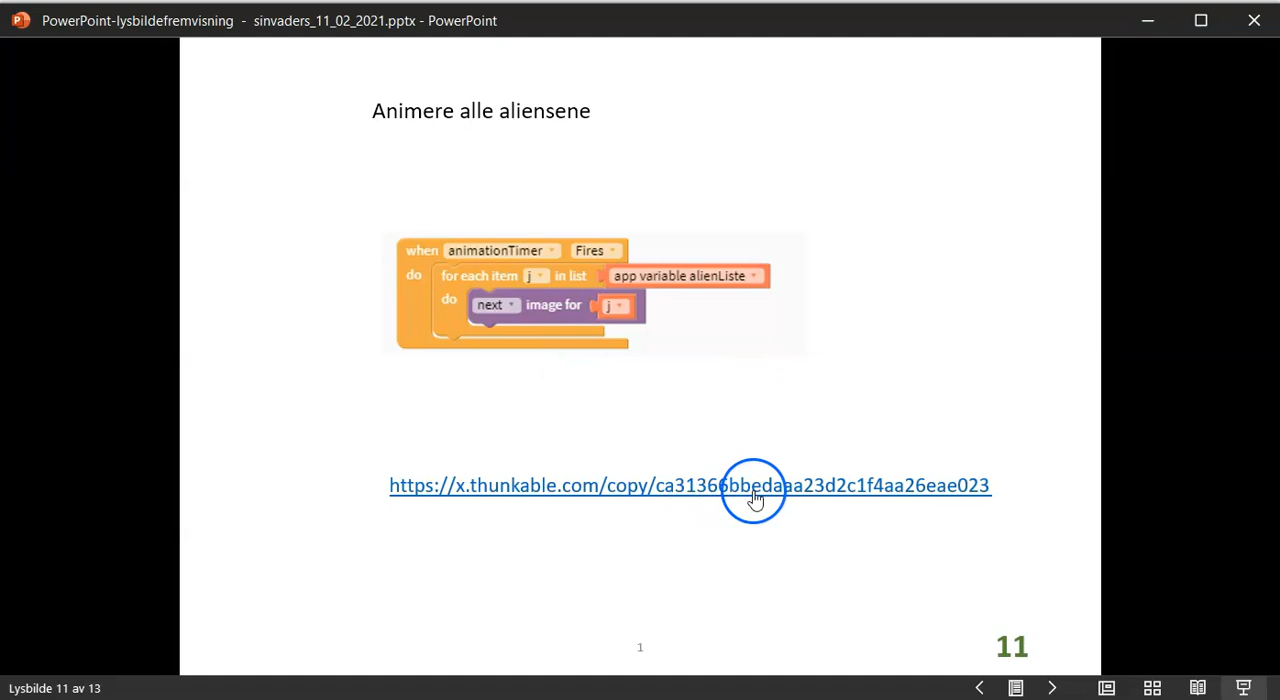 PowerPoint-lysbildefremvisning - sinvaders_11_02_2021.pptx - PowerPoint
Animere alle aliensene
when animationTimer Fires
do for each item j in list app variable alienListe
do next image for j
https://x.thunkable.com/copy/ca31366bbedaaa23d2c1f4aa26eae023
1
11
Lysbilde 11 av 13